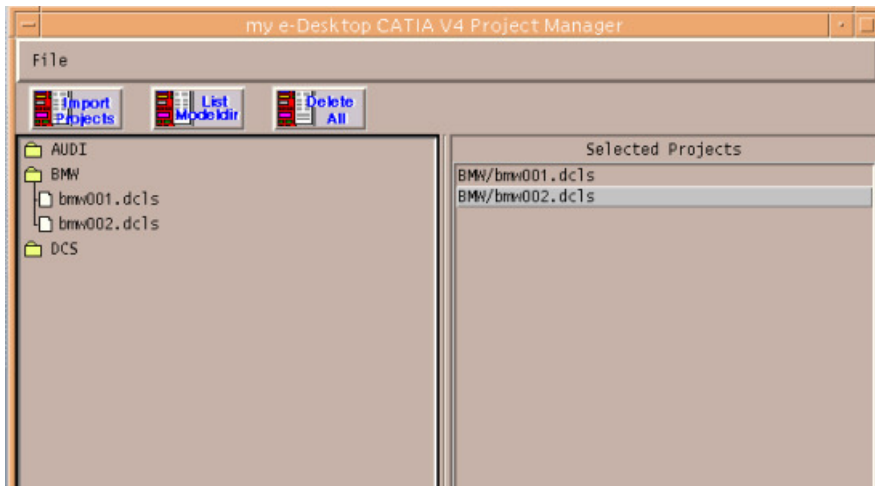 my e-Desktop CATIA V4 Project Manager
File
Import Projects
List Modeldir
Delete All
AUDI
BMW
bmw001.dcls
bmw002.dcls
DCS
Selected Projects
BMW/bmw001.dcls
BMW/bmw002.dcls